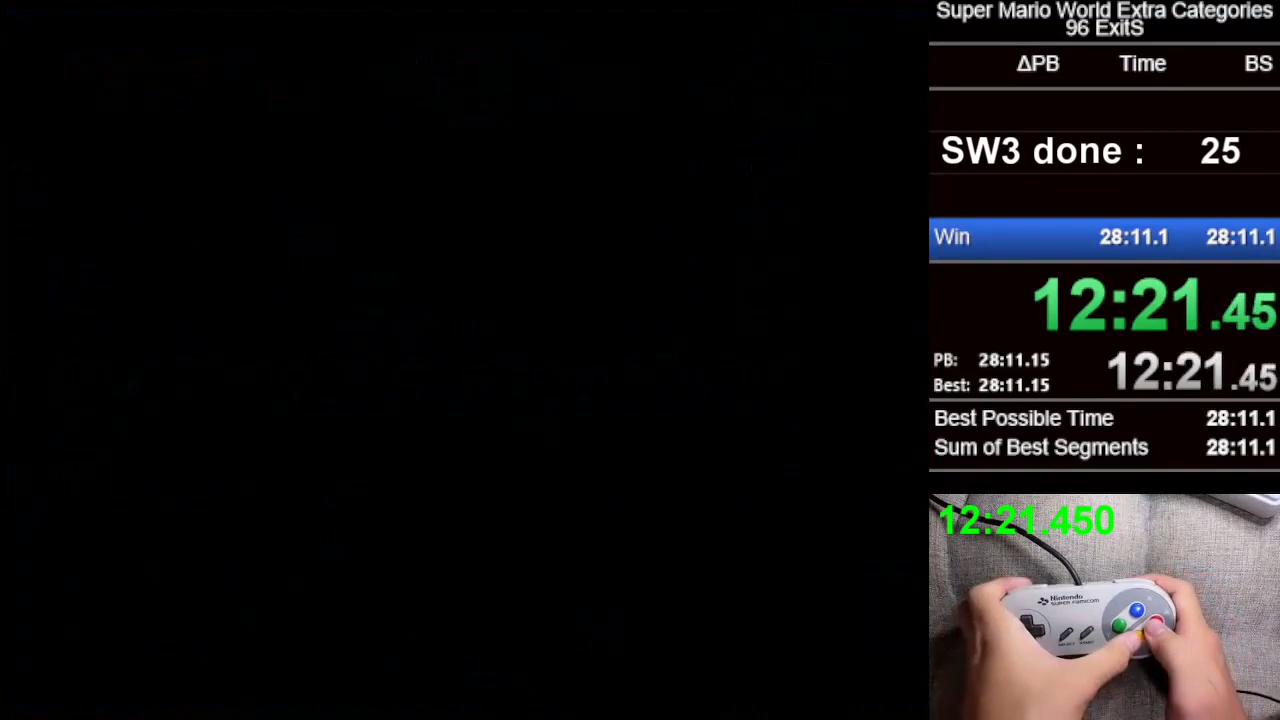 Super Mario World Extra Categories
96 ExitS
ΔPB Time BS
SW3 done : 25
Win 28:11.1 28:11.1
12:21.45
PB: 28:11.15
Best: 28:11.15
12:21.45
Best Possible Time 28:11.1
Sum of Best Segments 28:11.1
12:21.450
Nintendo
SUPER FAMICOM
SELECT START